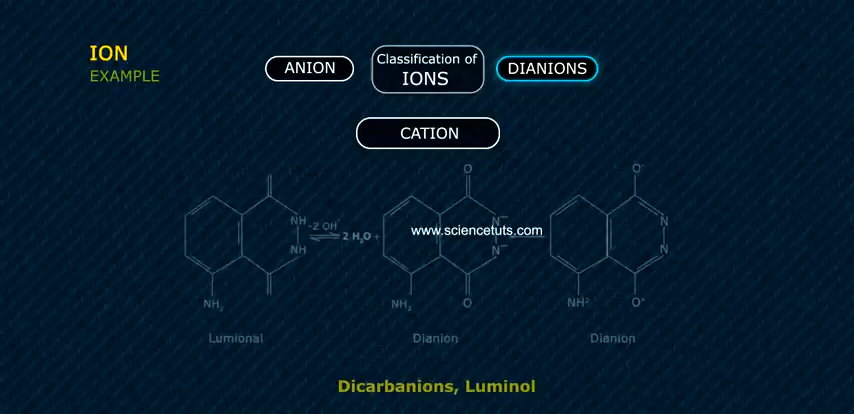 ION
EXAMPLE
ANION
Classification of
IONS
DIANIONS
CATION
O
O⁻
NH
-2 OH⁻
2 H₂O +
N⁻
www.sciencetuts.com
N
NH
N⁻
N
NH₂
NH₂
O
NH²
O⁻
Lumional
Dianion
Dianion
Dicarbanions, Luminol